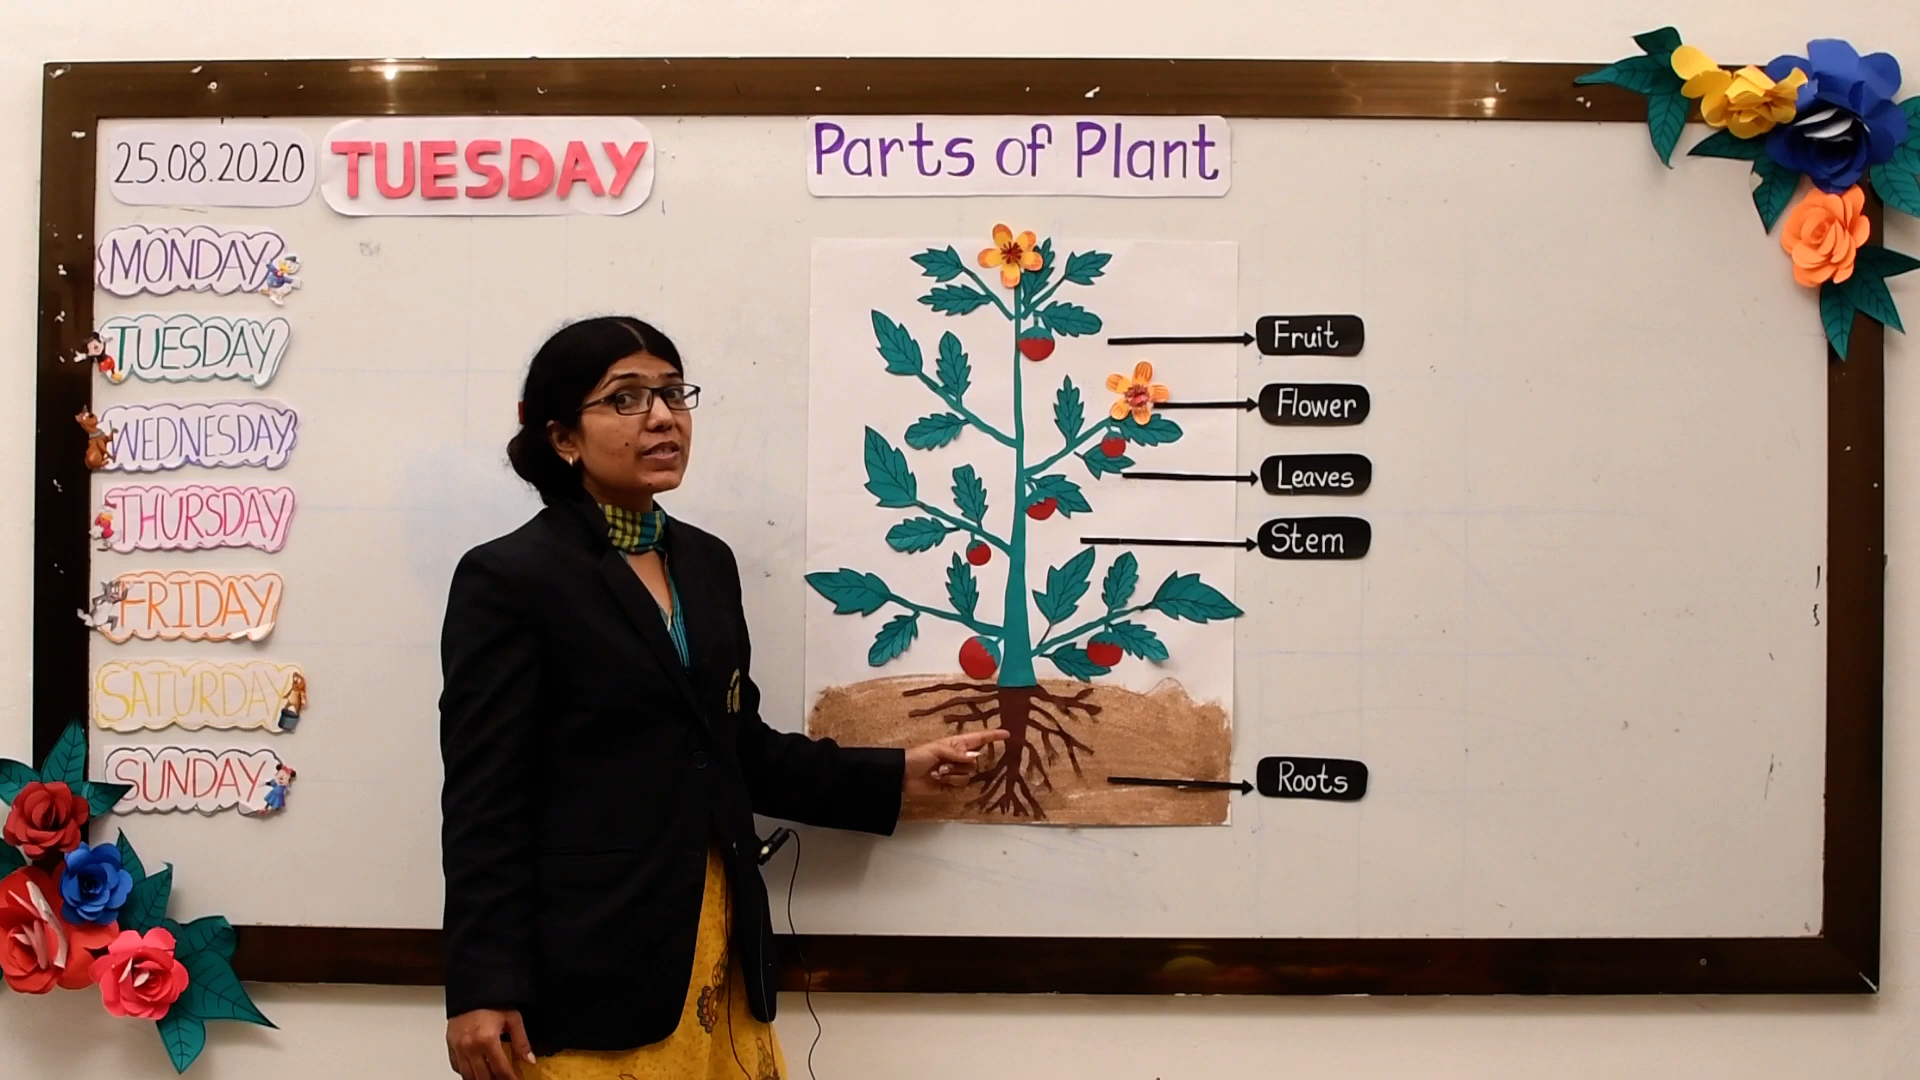 25.08.2020
TUESDAY
Parts of Plant
MONDAY
TUESDAY
WEDNESDAY
THURSDAY
FRIDAY
SATURDAY
SUNDAY
Fruit
Flower
Leaves
Stem
Roots